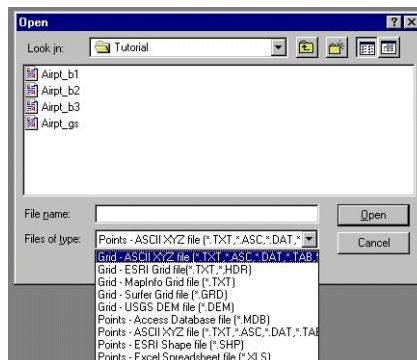 Open
Look in: Tutorial
Airpt_b1
Airpt_b2
Airpt_b3
Airpt_gs
File name: Open
Files of type: Points - ASCII XYZ file (*.TXT,*.ASC,*.DAT,* Cancel
Grid - ASCII XYZ file (*.TXT,*.ASC,*.DAT,*.TAB,
Grid - ESRI Grid file(*.TXT,*.HDR)
Grid - MapInfo Grid file (*.TXT)
Grid - Surfer Grid file (*.GRD)
Grid - USGS DEM file (*.DEM)
Points - Access Database file (*.MDB)
Points - ASCII XYZ file (*.TXT,*.ASC,*.DAT,*.TAB
Points - ESRI Shape file (*.SHP)
Points - Excel Spreadsheet file (*.XLS)